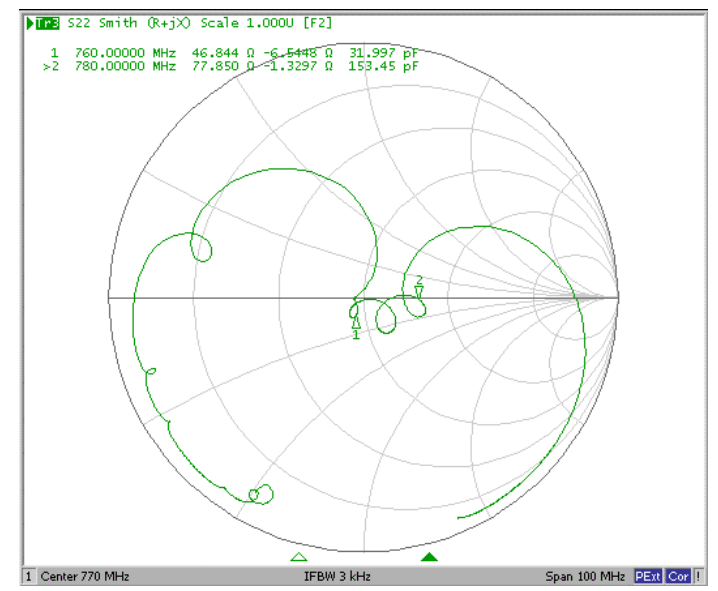 Tr3 S22 Smith (R+jX) Scale 1.000U [F2]
1 760.00000 MHz 46.844 Ω -6.5448 Ω 31.997 pF
>2 780.00000 MHz 77.850 Ω -1.3297 Ω 153.45 pF
2
1
1 Center 770 MHz IFBW 3 kHz Span 100 MHz PExt Cor !